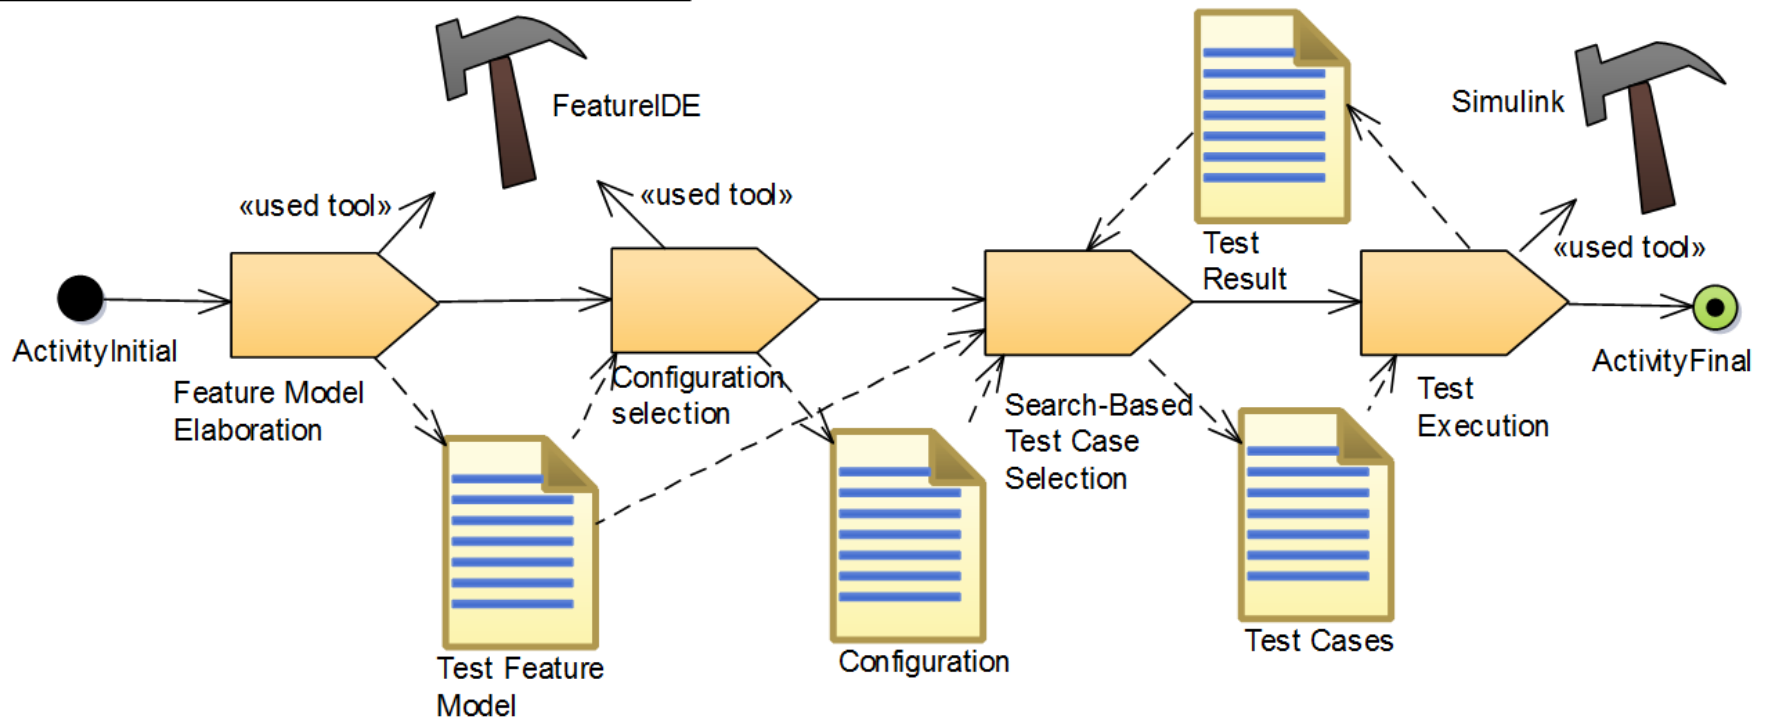 FeatureIDE
Simulink
«used tool»
«used tool»
Test
Result
«used tool»
ActivityInitial
ActivityFinal
Feature Model
Elaboration
Configuration
selection
Search-Based
Test Case
Selection
Test
Execution
Test Feature
Model
Configuration
Test Cases